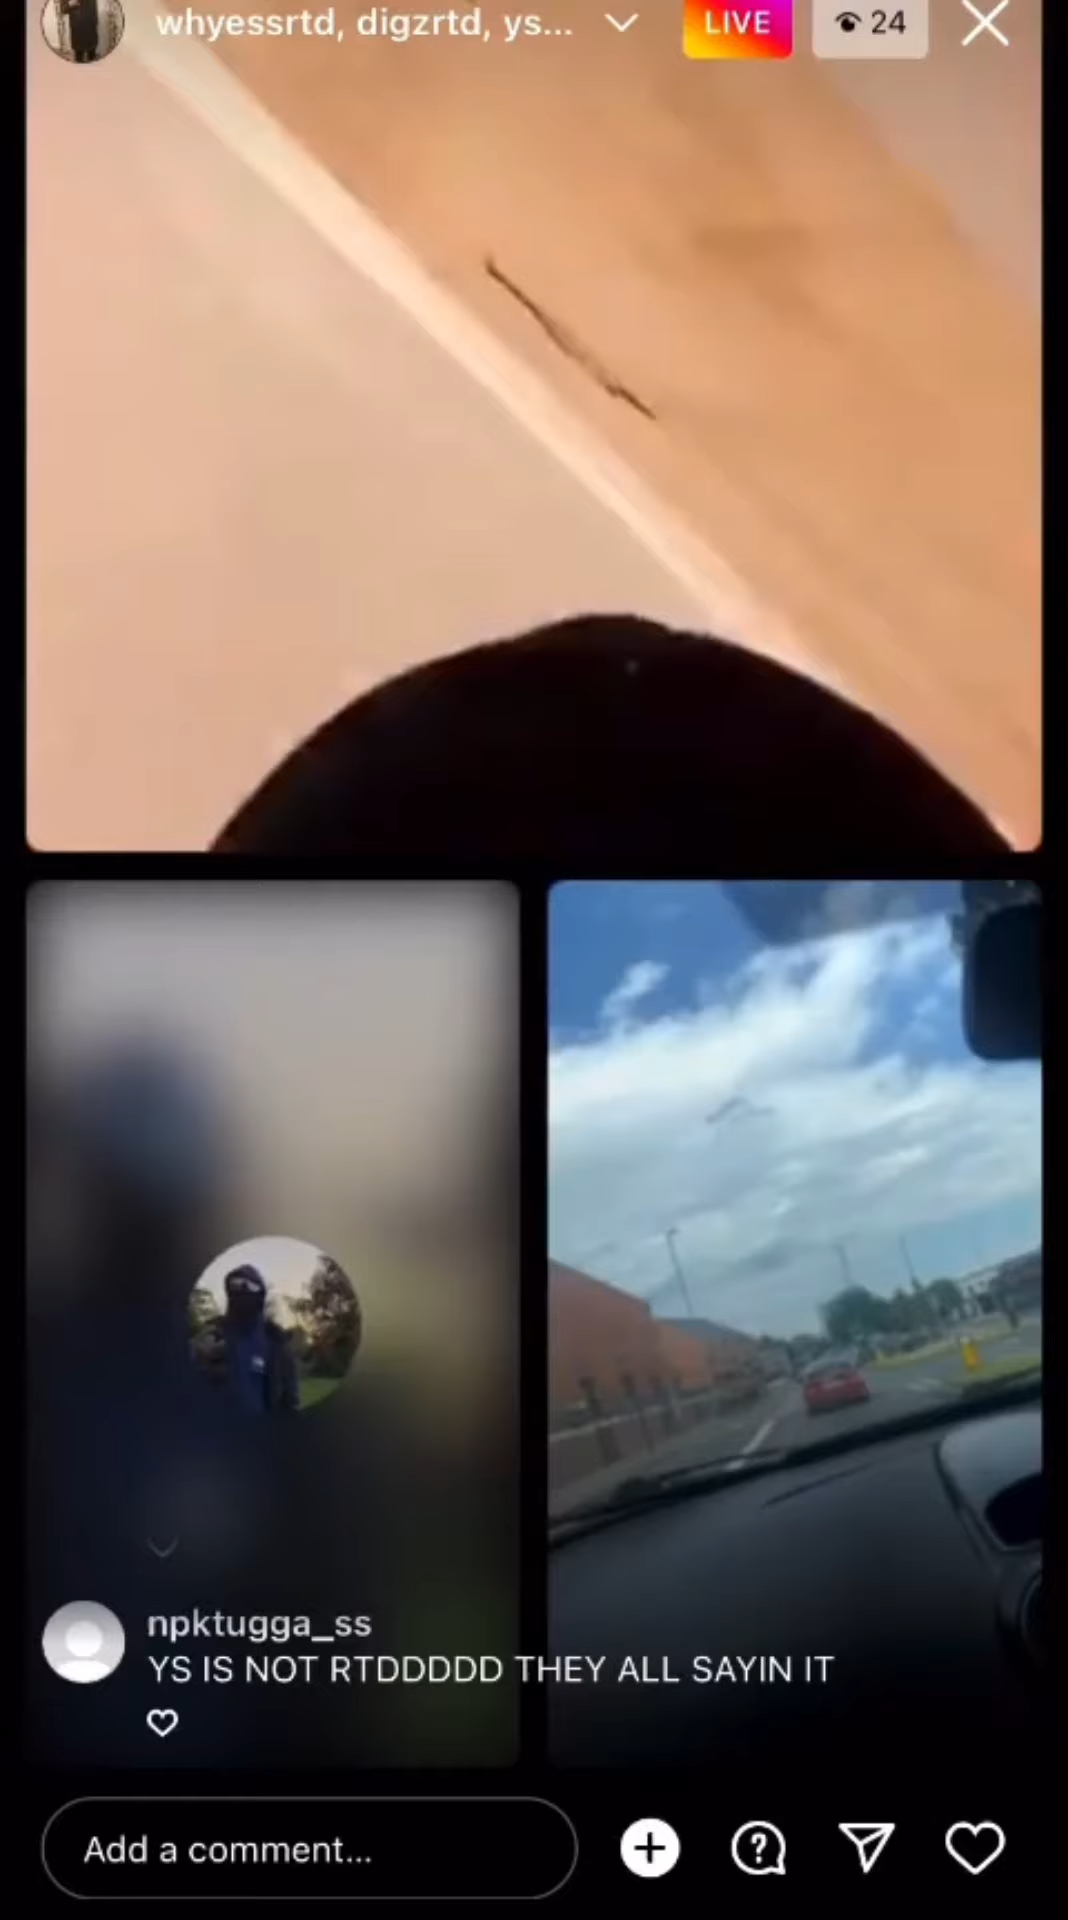 whyessrtd, digzrtd, ys...
LIVE
24
npktugga_ss
YS IS NOT RTDDDDD THEY ALL SAYIN IT
Add a comment...